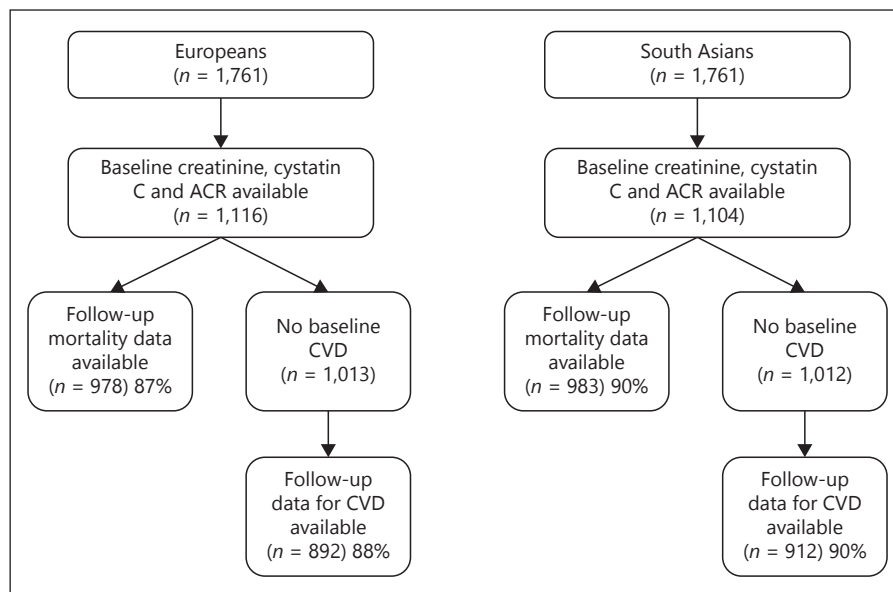 Europeans
(n = 1,761)
Baseline creatinine, cystatin
C and ACR available
(n = 1,116)
Follow-up
mortality data
available
(n = 978) 87%
No baseline
CVD
(n = 1,013)
Follow-up
data for CVD
available
(n = 892) 88%
South Asians
(n = 1,761)
Baseline creatinine, cystatin
C and ACR available
(n = 1,104)
Follow-up
mortality data
available
(n = 983) 90%
No baseline
CVD
(n = 1,012)
Follow-up
data for CVD
available
(n = 912) 90%